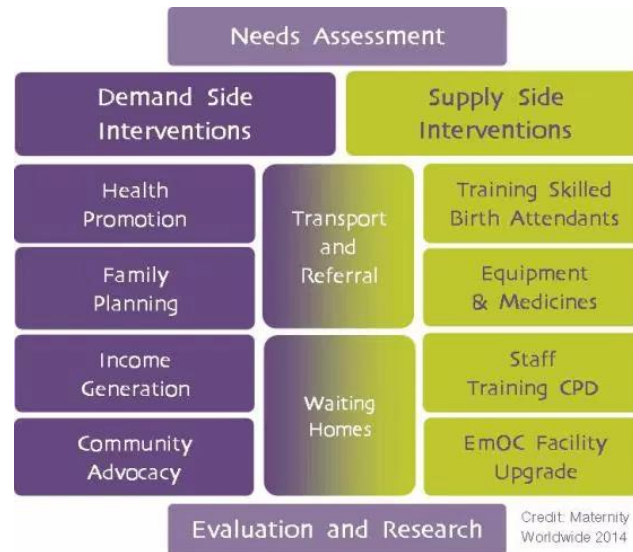 Needs Assessment
Demand Side
Interventions
Supply Side
Interventions
Health
Promotion
Transport
and
Referral
Training Skilled
Birth Attendants
Family
Planning
Equipment
& Medicines
Income
Generation
Waiting
Homes
Staff
Training CPD
Community
Advocacy
EmOC Facility
Upgrade
Evaluation and Research
Credit: Maternity
Worldwide 2014